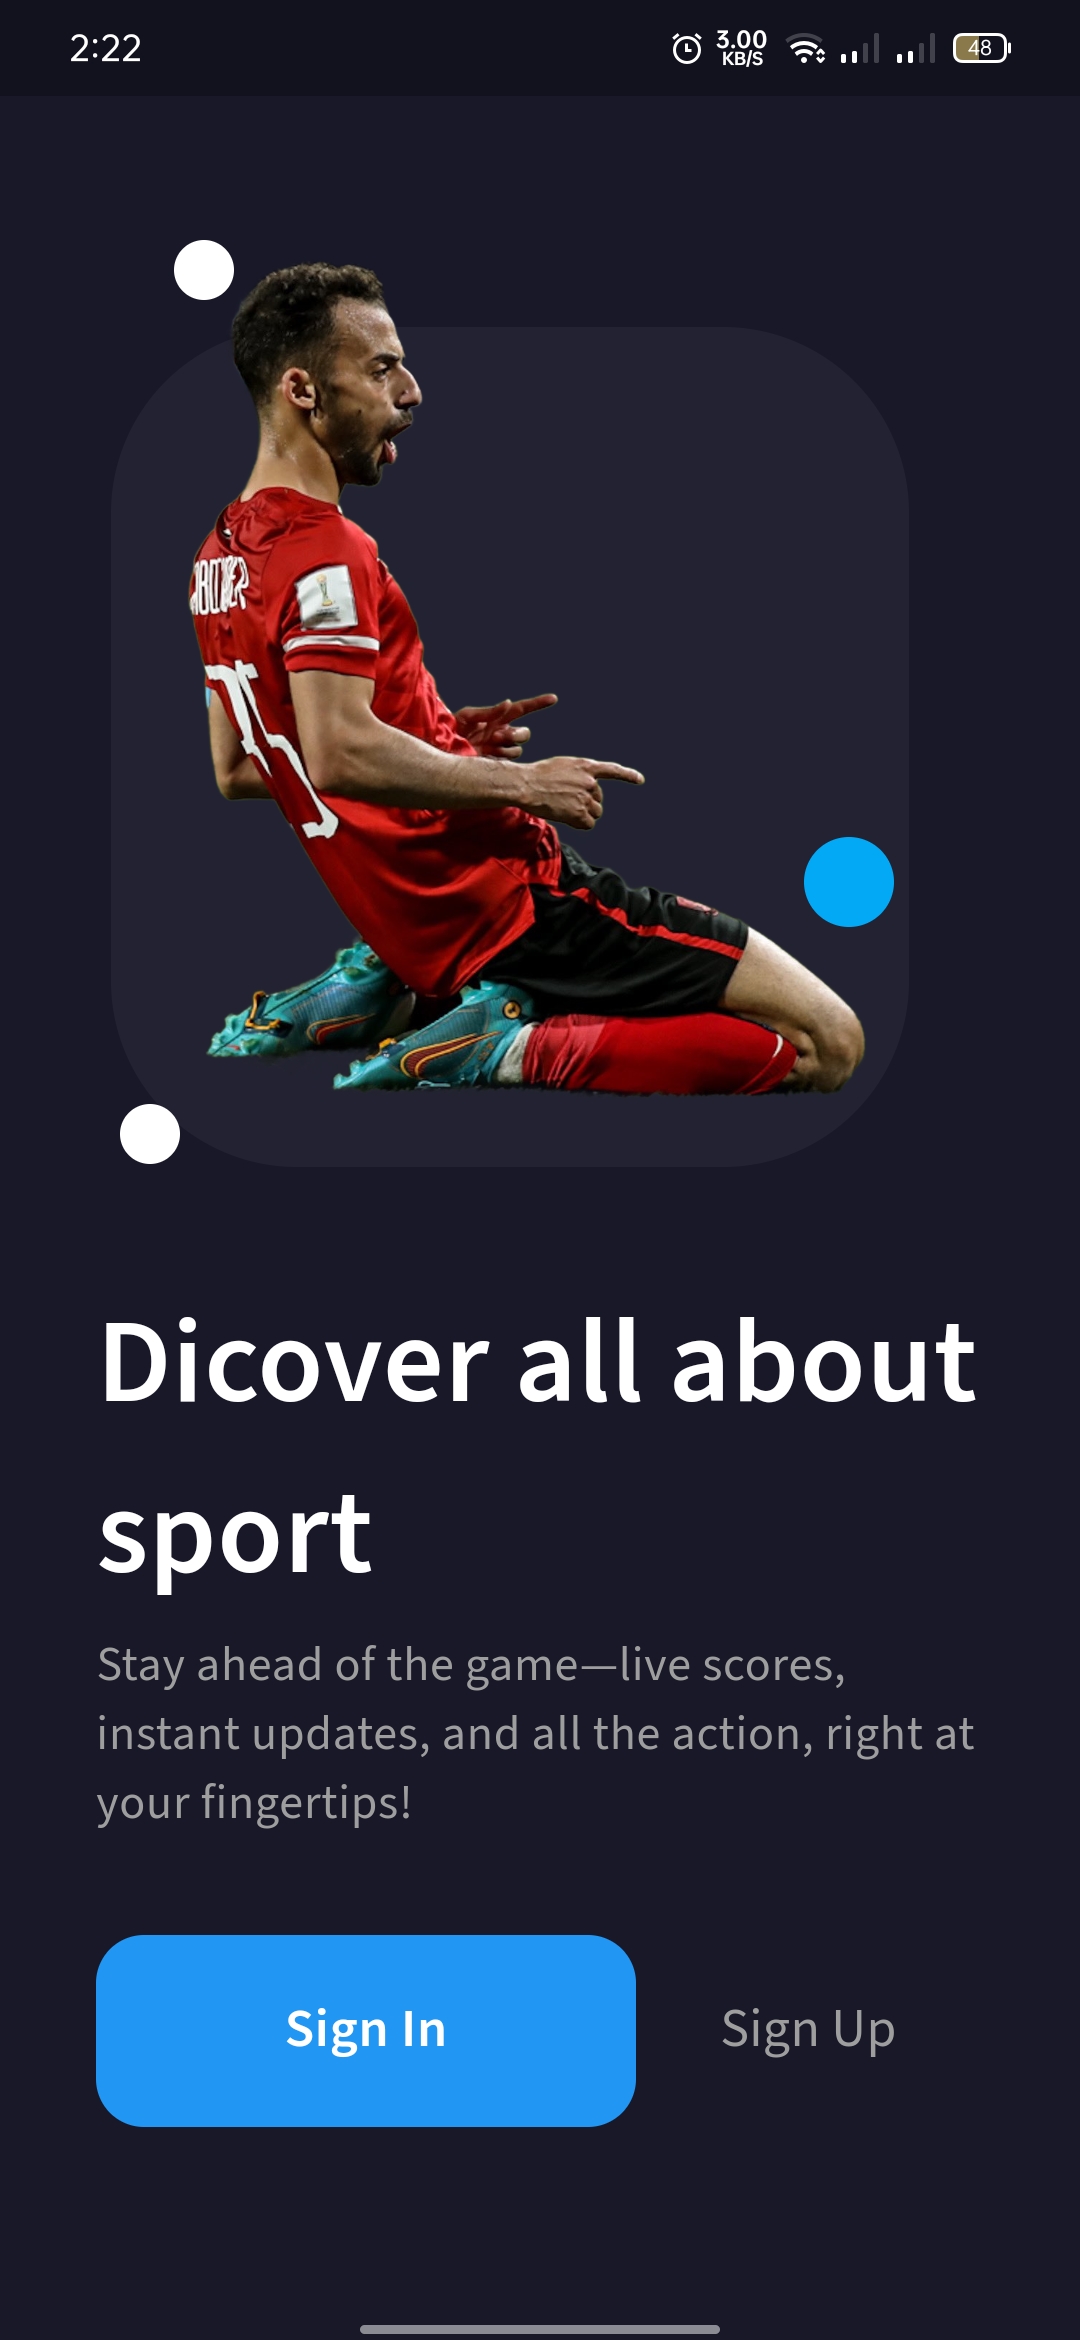 2:22
3.00
KB/S
48
Dicover all about
sport
Stay ahead of the game—live scores,
instant updates, and all the action, right at
your fingertips!
Sign In
Sign Up